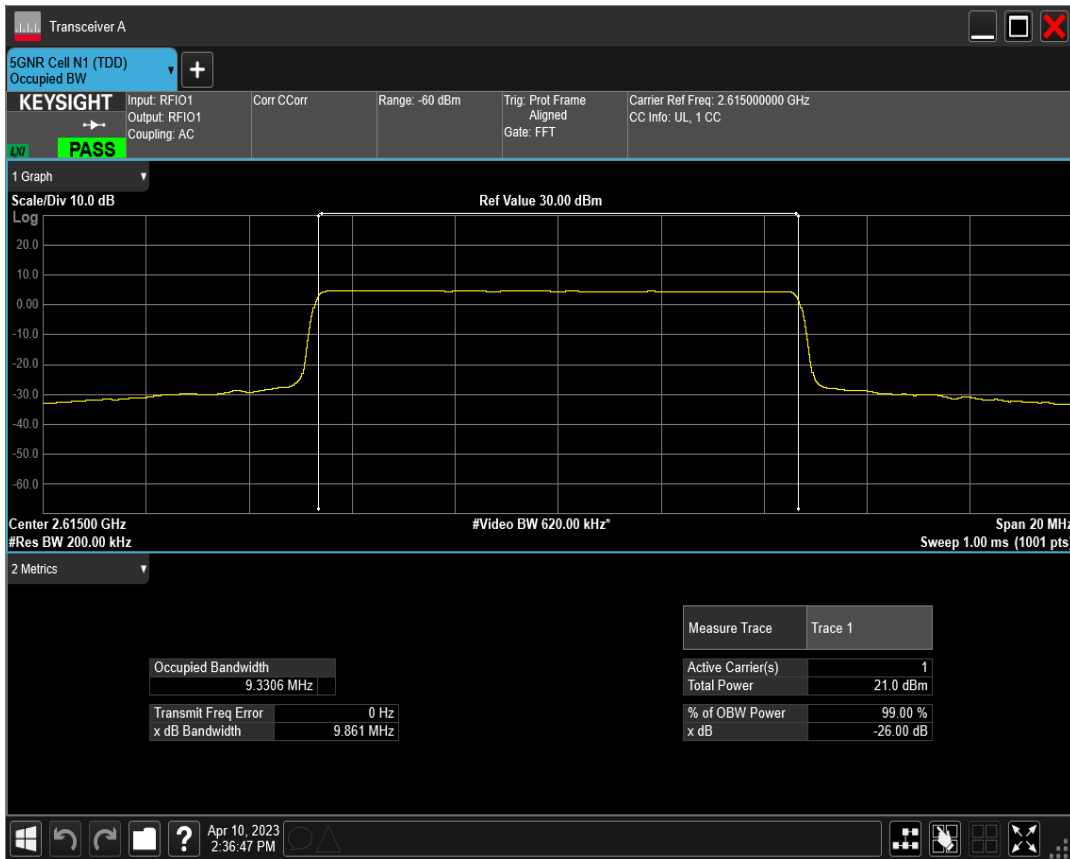 Transceiver A
5GNR Cell N1 (TDD)
Occupied BW
KEYSIGHT
LXI
PASS
Input: RFIO1
Output: RFIO1
Coupling: AC
Corr CCorr
Range: -60 dBm
Trig: Prot Frame
Aligned
Gate: FFT
Carrier Ref Freq: 2.615000000 GHz
CC Info: UL, 1 CC
1 Graph
Scale/Div 10.0 dB
Ref Value 30.00 dBm
Log
20.0
10.0
0.00
-10.0
-20.0
-30.0
-40.0
-50.0
-60.0
Center 2.61500 GHz
#Video BW 620.00 kHz*
Span 20 MHz
#Res BW 200.00 kHz
Sweep 1.00 ms (1001 pts)
2 Metrics
Measure Trace Trace 1
Occupied Bandwidth
9.3306 MHz
Active Carrier(s) 1
Total Power 21.0 dBm
Transmit Freq Error 0 Hz
x dB Bandwidth 9.861 MHz
% of OBW Power 99.00 %
x dB -26.00 dB
Apr 10, 2023
2:36:47 PM